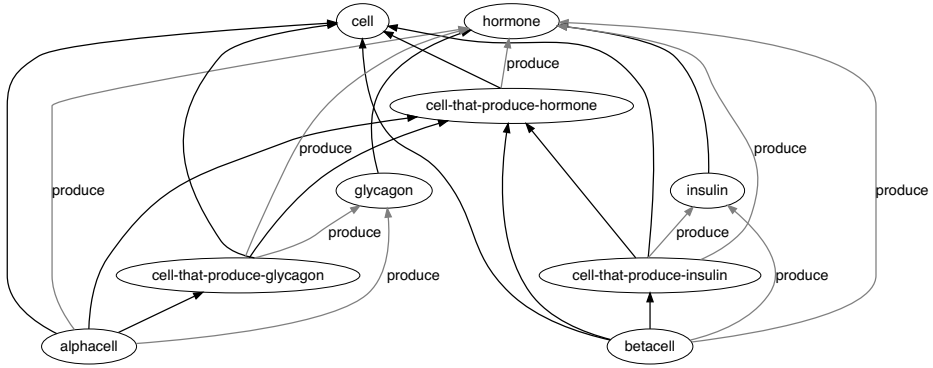 cell
hormone
produce
cell-that-produce-hormone
produce
produce
produce
glycagon
insulin
produce
produce
produce
cell-that-produce-glycagon
cell-that-produce-insulin
produce
produce
alphacell
betacell